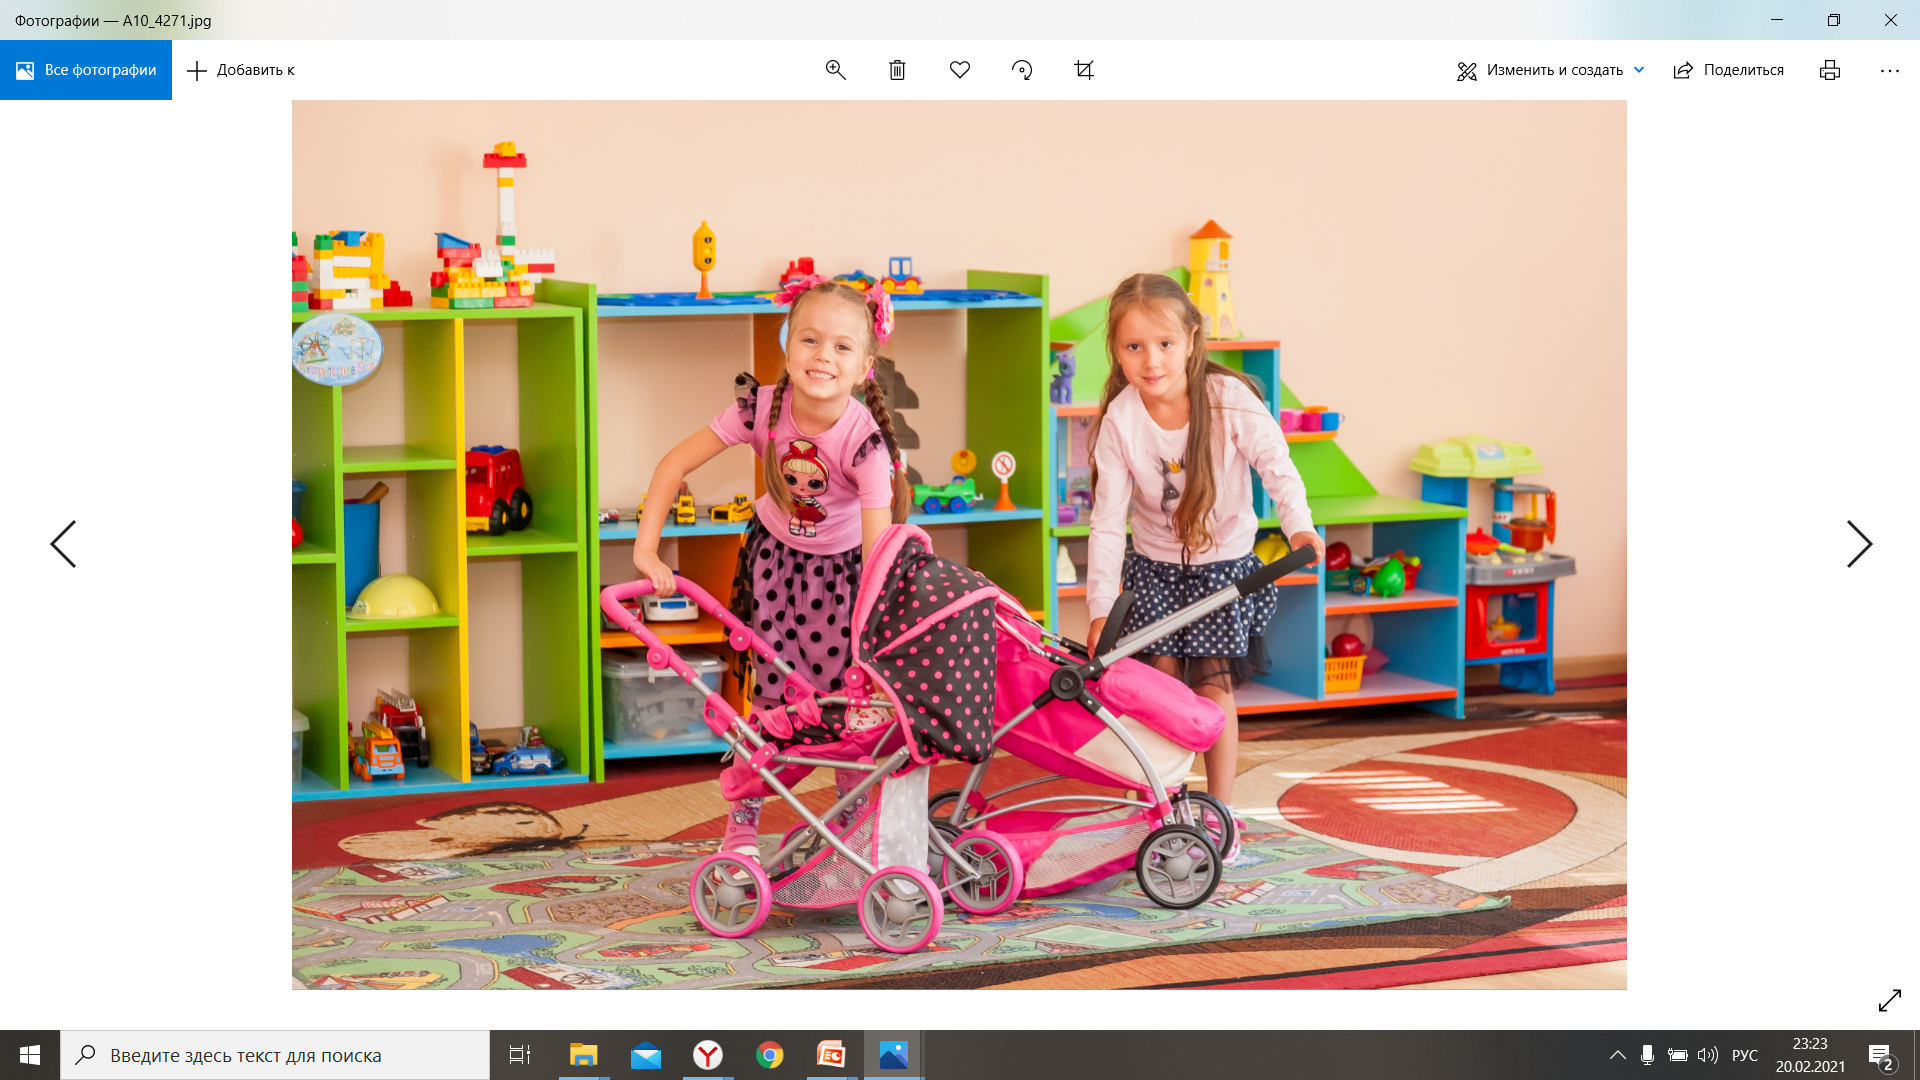 Фотографии — A10_4271.jpg
Все фотографии
Добавить к
Изменить и создать
Поделиться
Введите здесь текст для поиска
РУС
23:23
20.02.2021
2